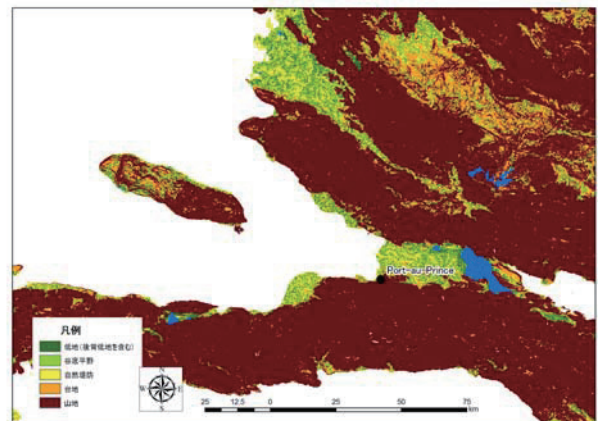 Port-au-Prince
凡例
低地(後背低地を含む)
谷底平野
自然堤防
台地
山地
N
W E
S
25 12.5 0 25 50 75
km